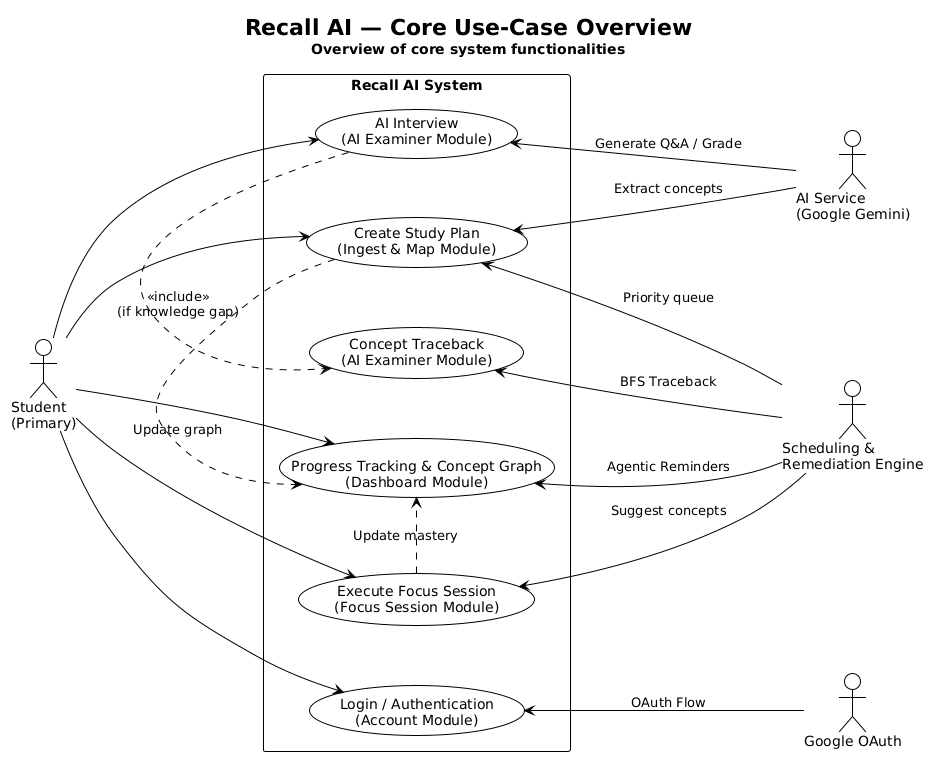 Recall AI — Core Use-Case Overview
Overview of core system functionalities
Recall AI System
AI Interview
(AI Examiner Module)
Generate Q&A / Grade
AI Service
(Google Gemini)
Extract concepts
Create Study Plan
(Ingest & Map Module)
«include»
(if knowledge gap)
Priority queue
Concept Traceback
(AI Examiner Module)
BFS Traceback
Student
(Primary)
Update graph
Scheduling &
Remediation Engine
Progress Tracking & Concept Graph
(Dashboard Module)
Agentic Reminders
Suggest concepts
Update mastery
Execute Focus Session
(Focus Session Module)
Login / Authentication
(Account Module)
OAuth Flow
Google OAuth